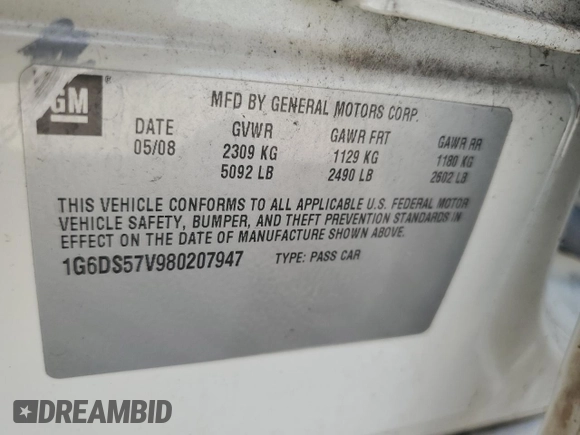 GM
MFD BY GENERAL MOTORS CORP.
DATE GVWR GAWR FRT GAWR RR
05/08 2309 KG 1129 KG 1180 KG
5092 LB 2490 LB 2602 LB
THIS VEHICLE CONFORMS TO ALL APPLICABLE U.S. FEDERAL MOTOR
VEHICLE SAFETY, BUMPER, AND THEFT PREVENTION STANDARDS IN
EFFECT ON THE DATE OF MANUFACTURE SHOWN ABOVE.
1G6DS57V980207947 TYPE: PASS CAR
DREAMBID